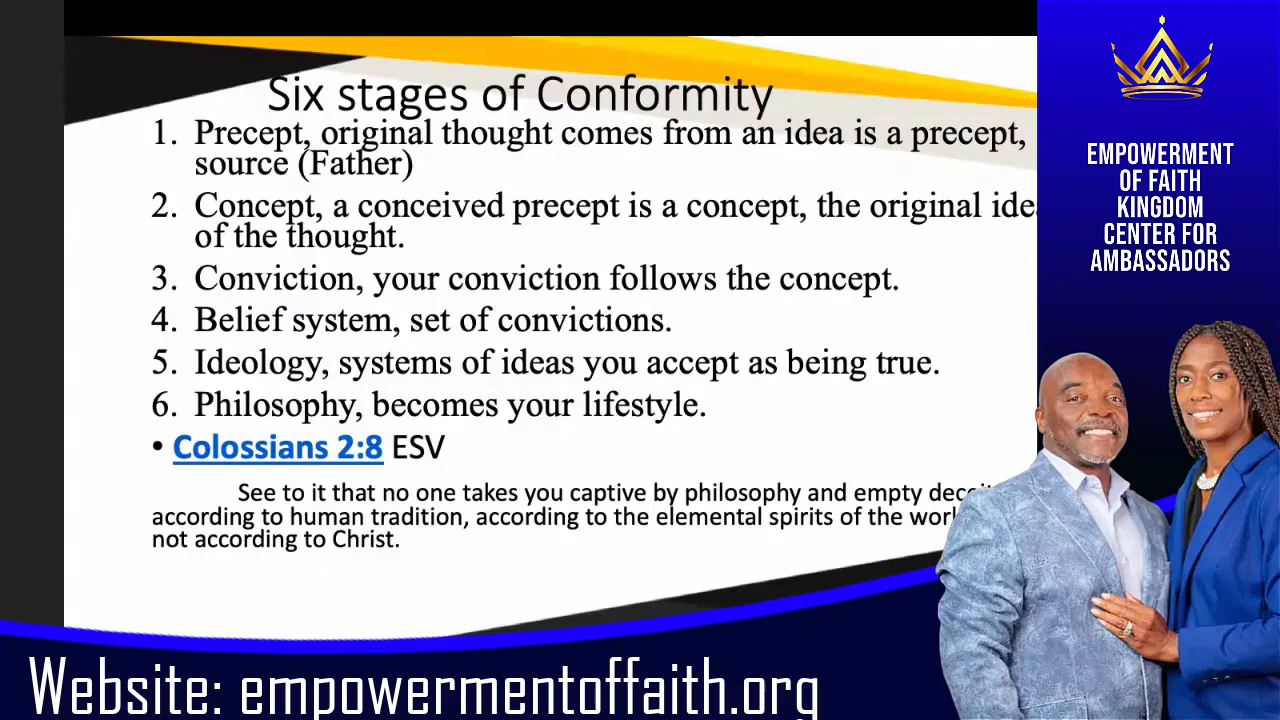 Six stages of Conformity
1. Precept, original thought comes from an idea is a precept,
source (Father)
2. Concept, a conceived precept is a concept, the original
of the thought.
3. Conviction, your conviction follows the concept.
4. Belief system, set of convictions.
5. Ideology, systems of ideas you accept as being true.
6. Philosophy, becomes your lifestyle.
• Colossians 2:8 ESV
See to it that no one takes you captive by philosophy and empty
according to human tradition, according to the elemental spirits of the
not according to Christ.
EMPOWERMENT
OF FAITH
KINGDOM
CENTER FOR
AMBASSADORS
Website: empowermentoffaith.org